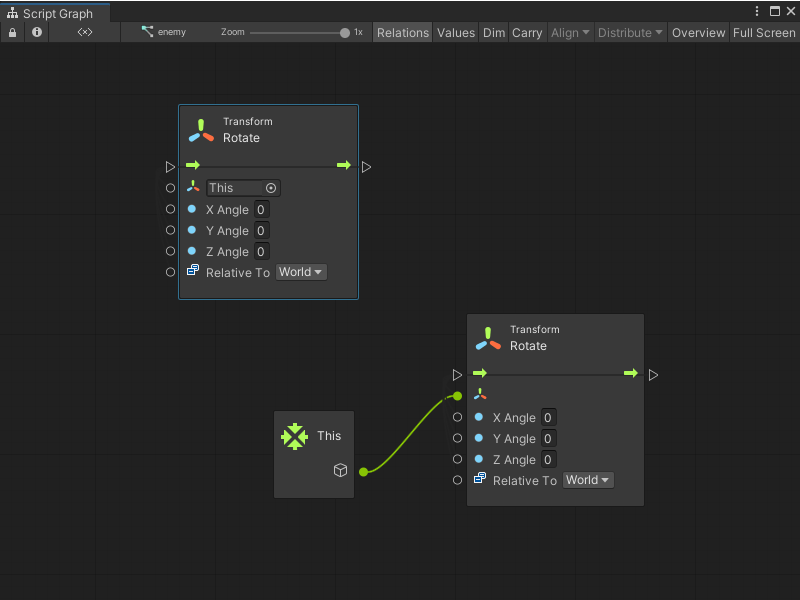 Script Graph
<×> enemy Zoom 1x Relations Values Dim Carry Align Distribute Overview Full Screen
Transform
Rotate
This
X Angle 0
Y Angle 0
Z Angle 0
Relative To World
Transform
Rotate
X Angle 0
Y Angle 0
Z Angle 0
Relative To World
This